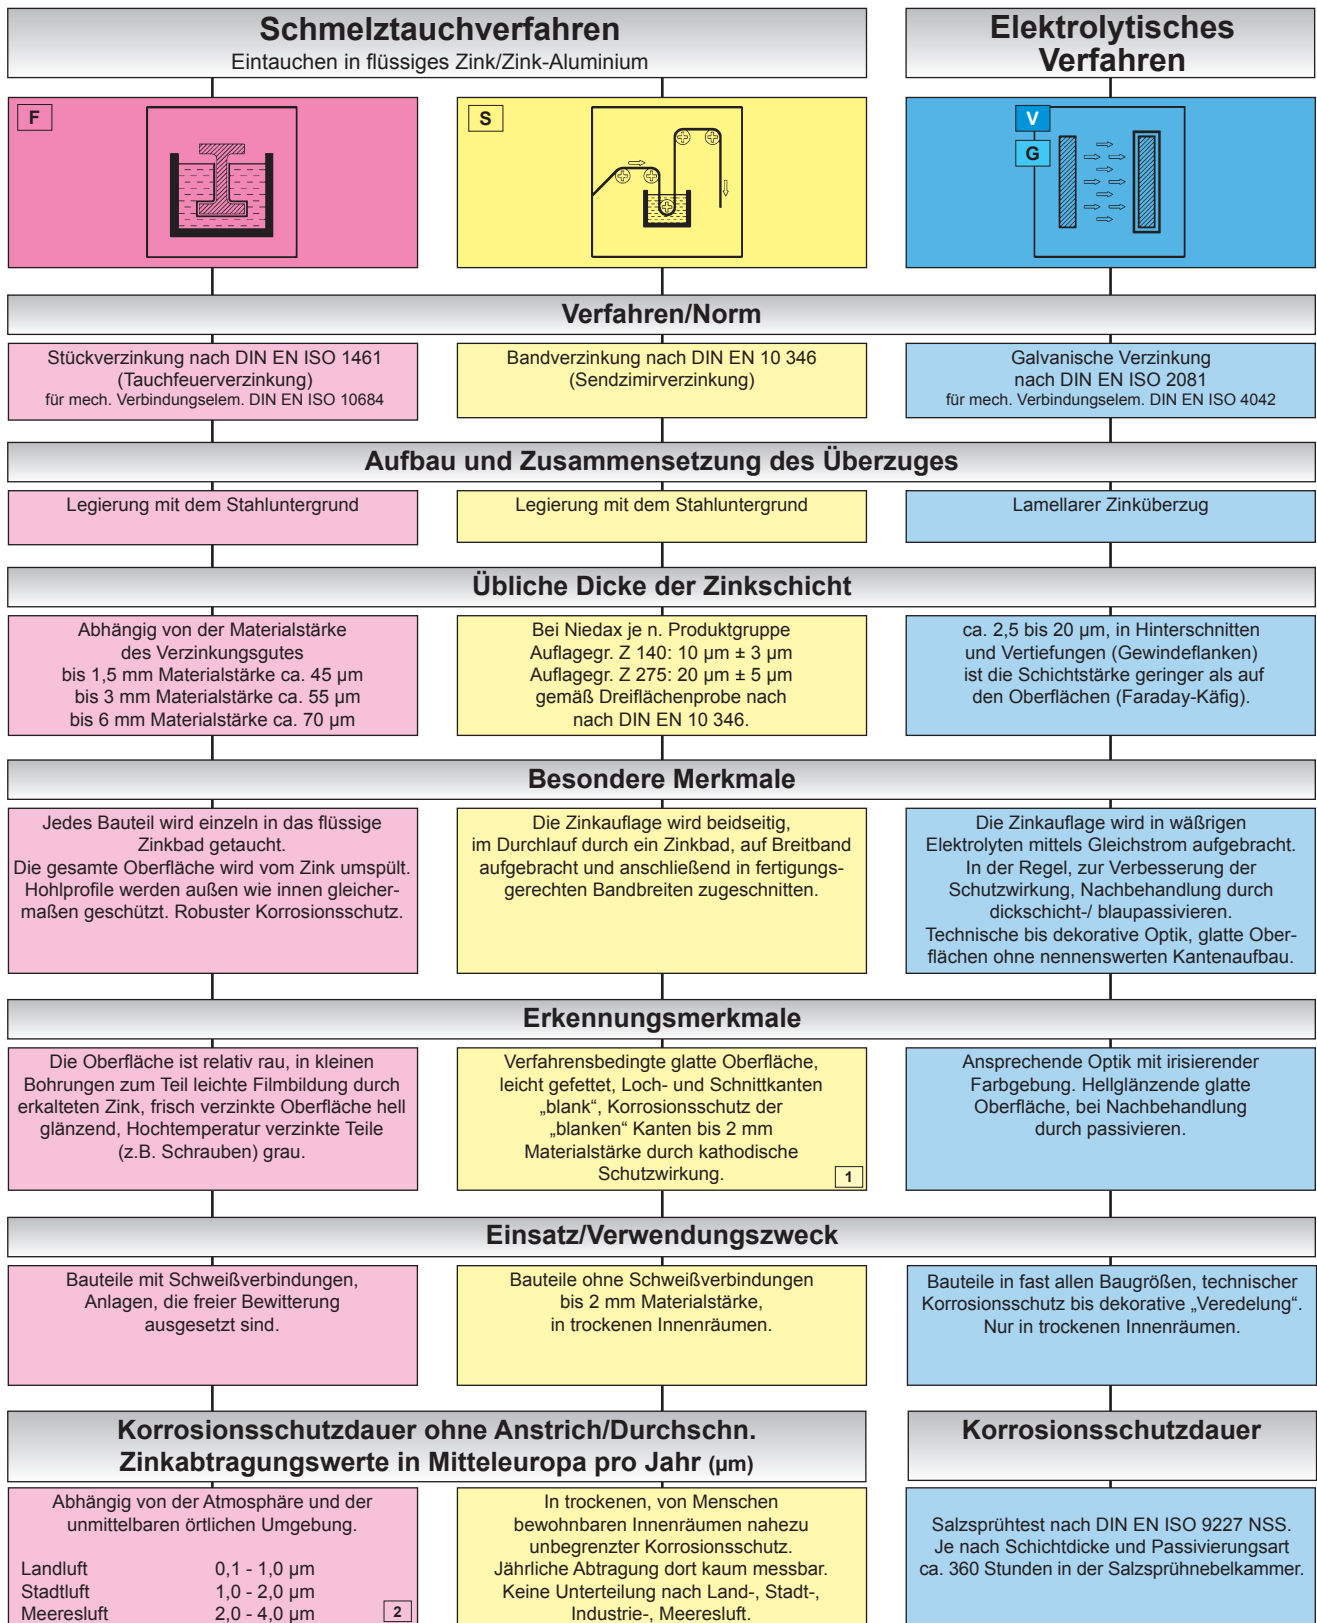 Schmelztauchverfahren
Eintauchen in flüssiges Zink/Zink-Aluminium
Elektrolytisches
Verfahren
F
S
V
G
Verfahren/Norm
Stückverzinkung nach DIN EN ISO 1461
(Tauchfeuerverzinkung)
für mech. Verbindungselem. DIN EN ISO 10684
Bandverzinkung nach DIN EN 10 346
(Sendzimirverzinkung)
Galvanische Verzinkung
nach DIN EN ISO 2081
für mech. Verbindungselem. DIN EN ISO 4042
Aufbau und Zusammensetzung des Überzuges
Legierung mit dem Stahluntergrund
Legierung mit dem Stahluntergrund
Lamellarer Zinküberzug
Übliche Dicke der Zinkschicht
Abhängig von der Materialstärke
des Verzinkungsgutes
bis 1,5 mm Materialstärke ca. 45 µm
bis 3 mm Materialstärke ca. 55 µm
bis 6 mm Materialstärke ca. 70 µm
Bei Niedax je n. Produktgruppe
Auflagegr. Z 140: 10 µm ± 3 µm
Auflagegr. Z 275: 20 µm ± 5 µm
gemäß Dreiflächenprobe nach
nach DIN EN 10 346.
ca. 2,5 bis 20 µm, in Hinterschnitten
und Vertiefungen (Gewindeflanken)
ist die Schichtstärke geringer als auf
den Oberflächen (Faraday-Käfig).
Besondere Merkmale
Jedes Bauteil wird einzeln in das flüssige
Zinkbad getaucht.
Die gesamte Oberfläche wird vom Zink umspült.
Hohlprofile werden außen wie innen gleicher-
maßen geschützt. Robuster Korrosionsschutz.
Die Zinkauflage wird beidseitig,
im Durchlauf durch ein Zinkbad, auf Breitband
aufgebracht und anschließend in fertigungs-
gerechten Bandbreiten zugeschnitten.
Die Zinkauflage wird in wäßrigen
Elektrolyten mittels Gleichstrom aufgebracht.
In der Regel, zur Verbesserung der
Schutzwirkung, Nachbehandlung durch
dickschicht-/ blaupassivieren.
Technische bis dekorative Optik, glatte Ober-
flächen ohne nennenswerten Kantenaufbau.
Erkennungsmerkmale
Die Oberfläche ist relativ rau, in kleinen
Bohrungen zum Teil leichte Filmbildung durch
erkalteten Zink, frisch verzinkte Oberfläche hell
glänzend, Hochtemperatur verzinkte Teile
(z.B. Schrauben) grau.
Verfahrensbedingte glatte Oberfläche,
leicht gefettet, Loch- und Schnittkanten
„blank“, Korrosionsschutz der
„blanken“ Kanten bis 2 mm
Materialstärke durch kathodische
Schutzwirkung.
1
Ansprechende Optik mit irisierender
Farbgebung. Hellglänzende glatte
Oberfläche, bei Nachbehandlung
durch passivieren.
Einsatz/Verwendungszweck
Bauteile mit Schweißverbindungen,
Anlagen, die freier Bewitterung
ausgesetzt sind.
Bauteile ohne Schweißverbindungen
bis 2 mm Materialstärke,
in trockenen Innenräumen.
Bauteile in fast allen Baugrößen, technischer
Korrosionsschutz bis dekorative „Veredelung“.
Nur in trockenen Innenräumen.
Korrosionsschutzdauer ohne Anstrich/Durchschn.
Zinkabtragungswerte in Mitteleuropa pro Jahr (µm)
Korrosionsschutzdauer
Abhängig von der Atmosphäre und der
unmittelbaren örtlichen Umgebung.
Landluft 0,1 - 1,0 µm
Stadtluft 1,0 - 2,0 µm
Meeresluft 2,0 - 4,0 µm
2
In trockenen, von Menschen
bewohnbaren Innenräumen nahezu
unbegrenzter Korrosionsschutz.
Jährliche Abtragung dort kaum messbar.
Keine Unterteilung nach Land-, Stadt-,
Industrie-, Meeresluft.
Salzsprühtest nach DIN EN ISO 9227 NSS.
Je nach Schichtdicke und Passivierungsart
ca. 360 Stunden in der Salzsprühnebelkammer.